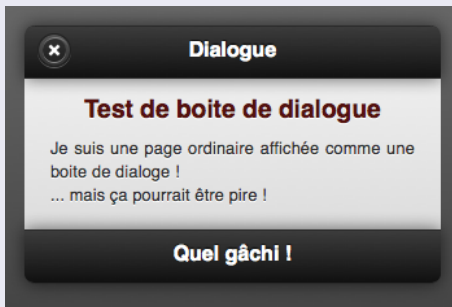 Dialogue
Test de boite de dialogue
Je suis une page ordinaire affichée comme une
boite de dialoge !
... mais ça pourrait être pire !
Quel gâchi !